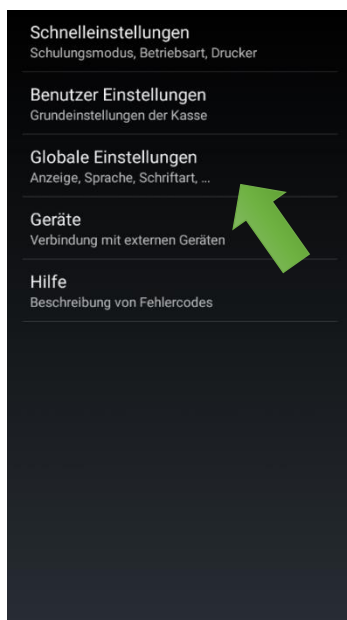 Schnelleinstellungen
Schulungsmodus, Betriebsart, Drucker
Benutzer Einstellungen
Grundeinstellungen der Kasse
Globale Einstellungen
Anzeige, Sprache, Schriftart, ...
Geräte
Verbindung mit externen Geräten
Hilfe
Beschreibung von Fehlercodes